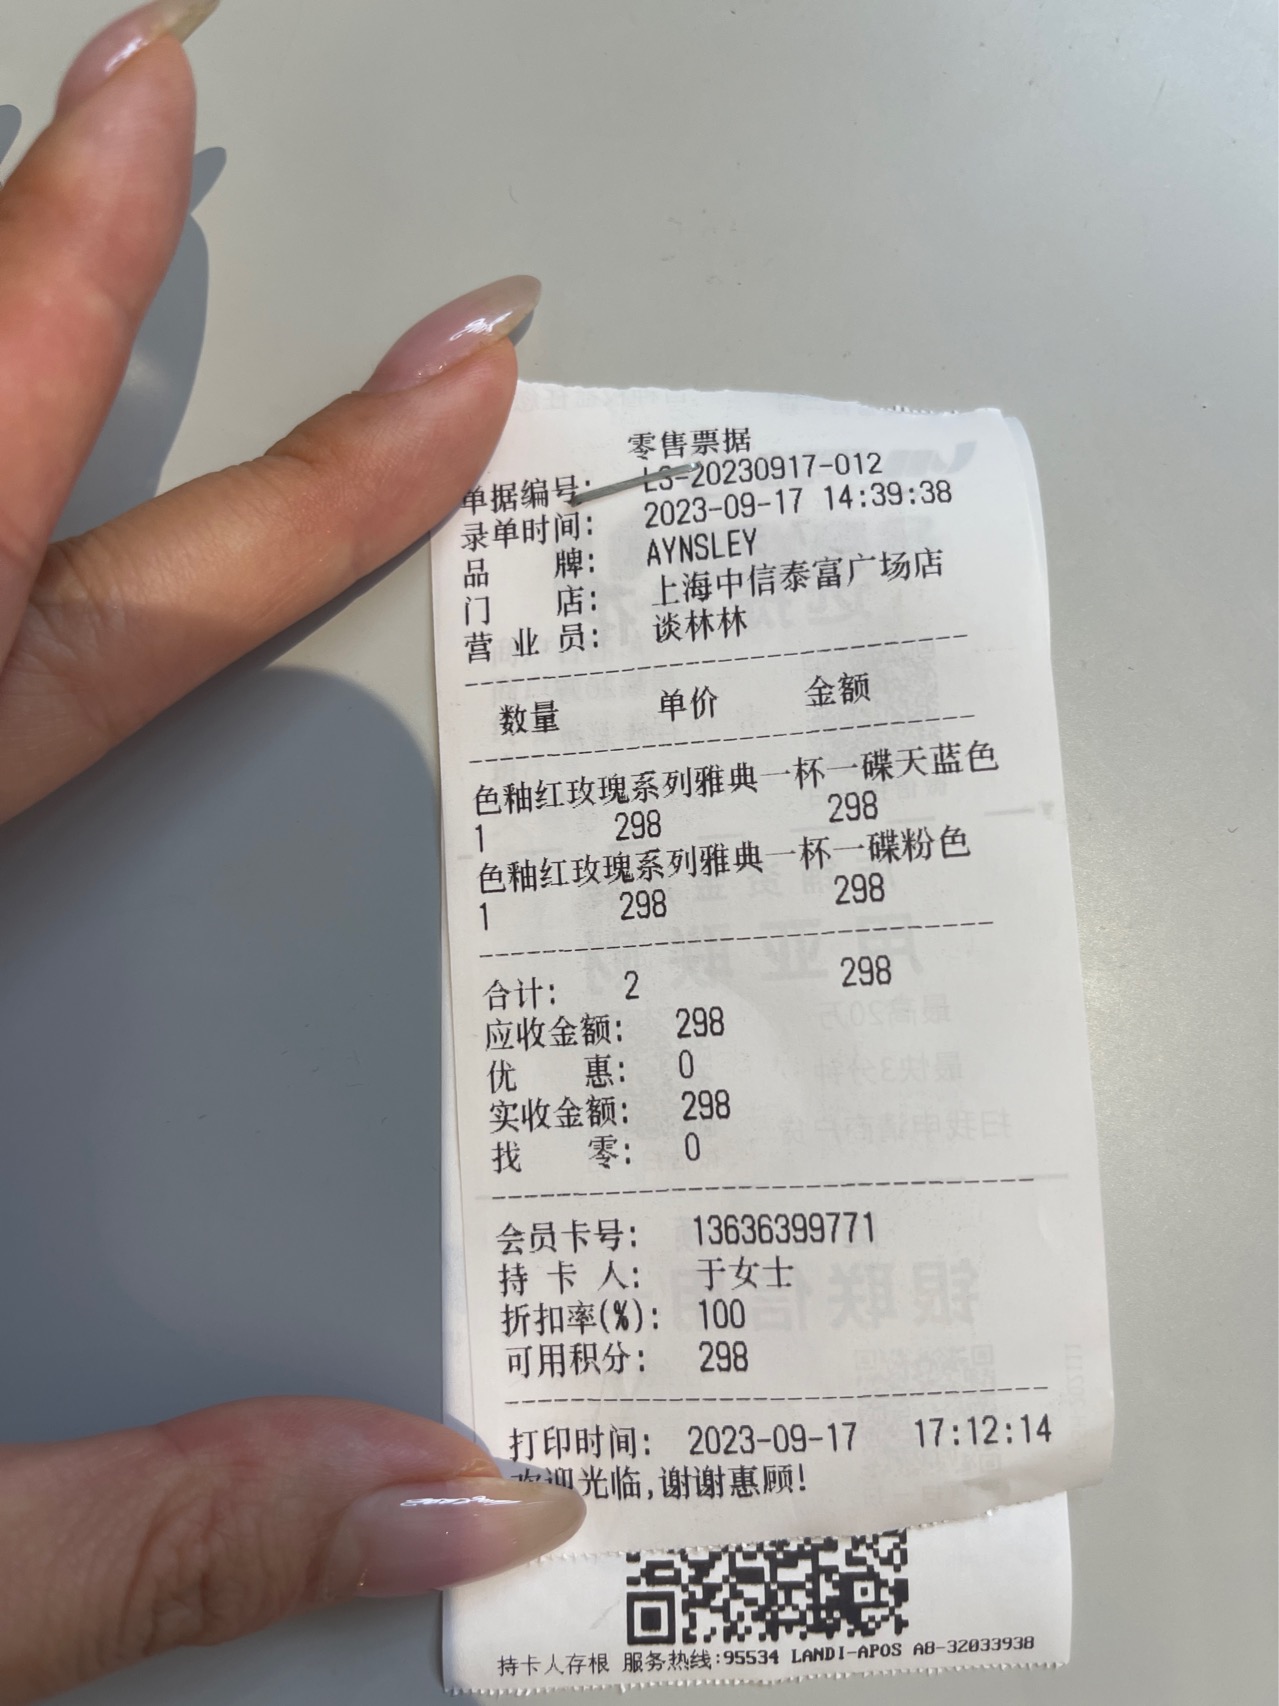 零售票据
单据编号: LS-20230917-012
录单时间: 2023-09-17 14:39:38
品 牌: AYNSLEY
门 店: 上海中信泰富广场店
营 业 员: 谈林林
数量 单价 金额
色釉红玫瑰系列雅典一杯一碟天蓝色
1 298 298
色釉红玫瑰系列雅典一杯一碟粉色
1 298 298
合计: 2 298
应收金额: 298
优 惠: 0
实收金额: 298
找 零: 0
会员卡号: 13636399771
持 卡 人: 于女士
折扣率(%): 100
可用积分: 298
打印时间: 2023-09-17 17:12:14
欢迎光临,谢谢惠顾!
持卡人存根 服务热线:95534 LANDI-APOS A8-32033938